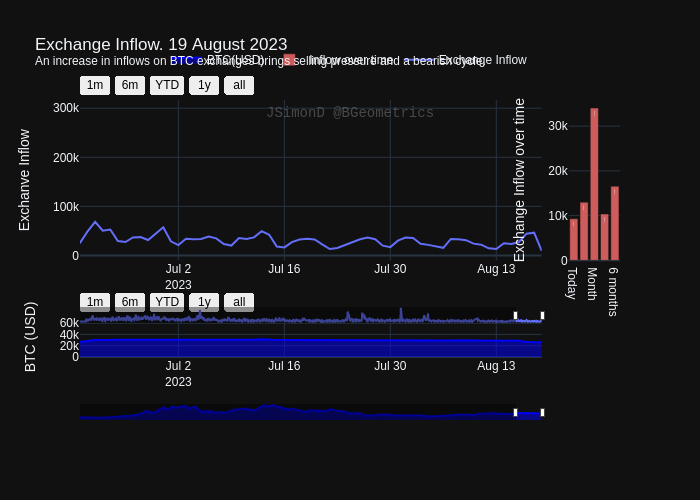 Exchange Inflow. 19 August 2023
An increase in inflows on BTC exchanges brings selling pressure and a bearish cycle
BTC(USD) Inflow over time Exchange Inflow
1m 6m YTD 1y all
JSimonD @BGeometrics
Exchanve Inflow
300k
200k
100k
0
Jul 2
2023
Jul 16
Jul 30
Aug 13
Exchange Inflow over time
30k
20k
10k
0
Today
Month
6 months
1m 6m YTD 1y all
BTC (USD)
60k
40k
20k
0
Jul 2
2023
Jul 16
Jul 30
Aug 13